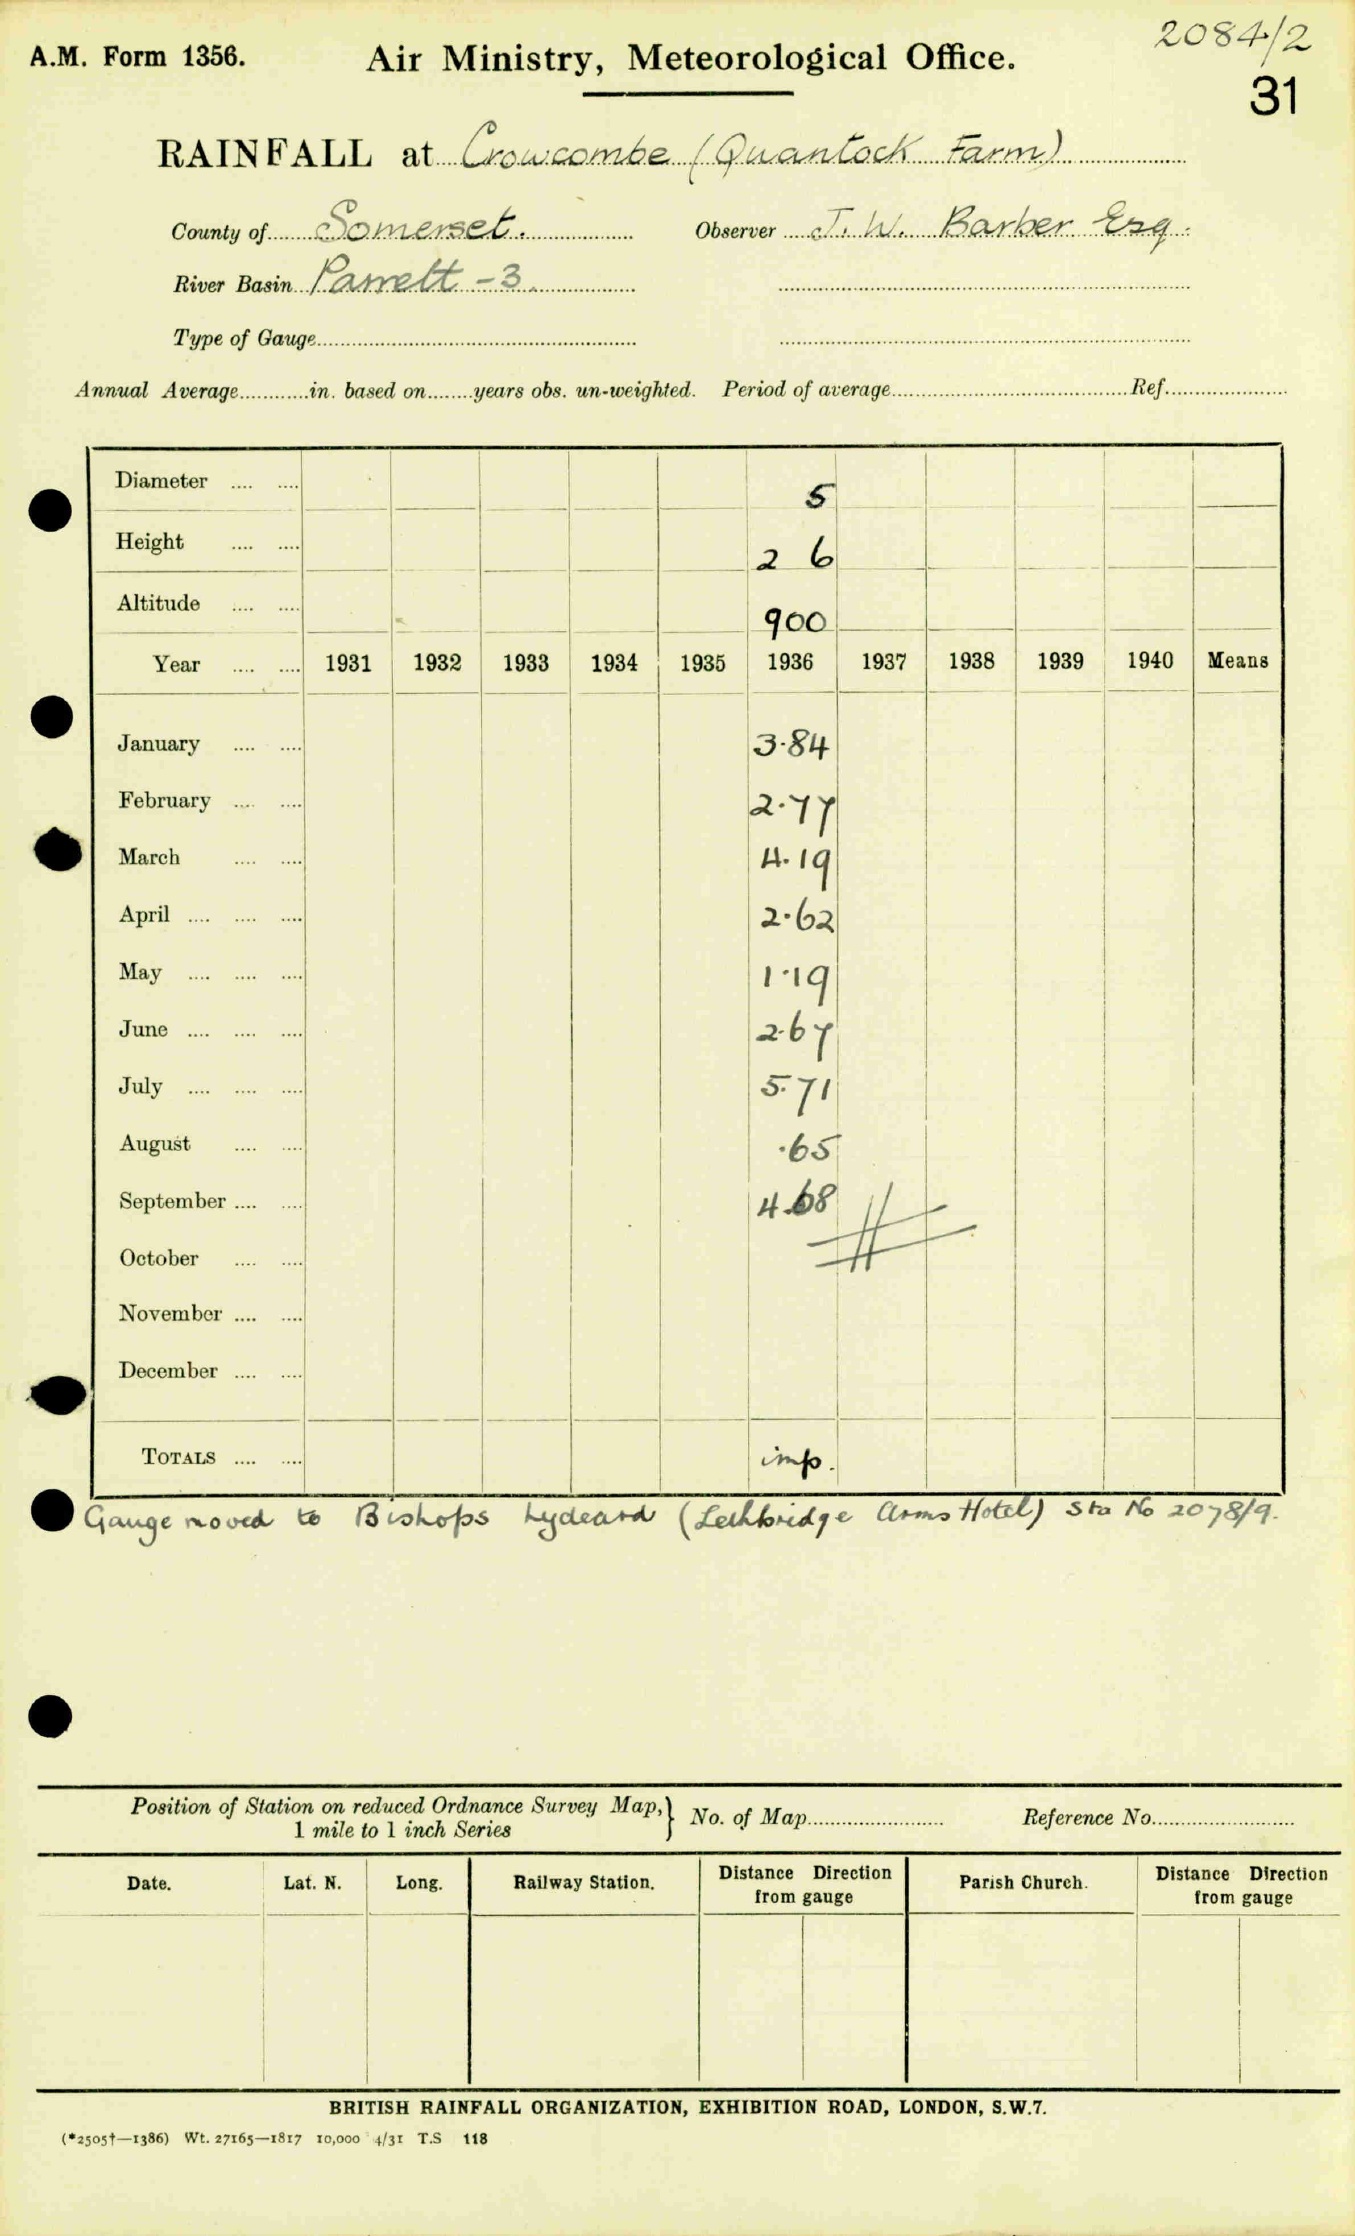 2084/2
A.M. Form 1356.
Air Ministry, Meteorological Office.
31
RAINFALL at Crowcombe (Quantock Farm)
County of Somerset. Observer J. W. Barber Esq.
River Basin Parrett - 3.
Type of Gauge
Annual Average in. based on years obs. un-weighted. Period of average Ref.
Diameter 5
Height 2 6
Altitude 900
Year 1931 1932 1933 1934 1935 1936 1937 1938 1939 1940 Means
January 3·84
February 2·77
March 4·19
April 2·62
May 1·19
June 2·67
July 5·71
August ·65
September 4·68
October
November
December
TOTALS imp.
Gauge moved to Bishops Lydeard (Lethbridge Arms Hotel) Sta No 2078/9.
Position of Station on reduced Ordnance Survey Map, } No. of Map Reference No.
1 mile to 1 inch Series
Date. Lat. N. Long. Railway Station. Distance Direction from gauge Parish Church. Distance Direction from gauge
BRITISH RAINFALL ORGANIZATION, EXHIBITION ROAD, LONDON, S.W.7.
(*2505†—1386) Wt. 27165—1817 10,000 4/31 T.S 118